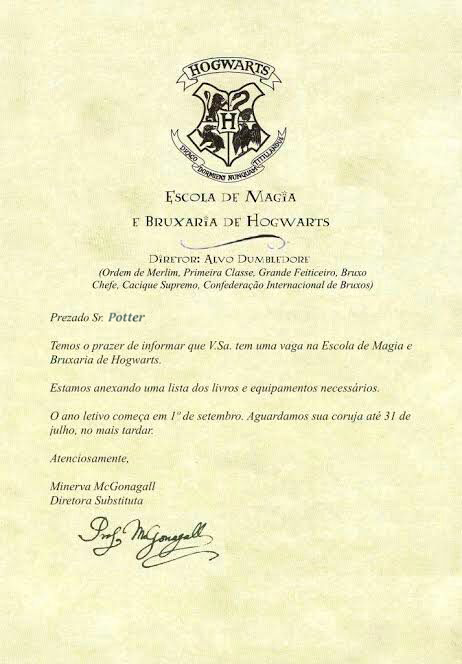 HOGWARTS
H
DRACO DORMIENS NUNQUAM TITILLANDUS
Escola de Magia
e Bruxaria de Hogwarts
Diretor: Alvo Dumbledore
(Ordem de Merlim, Primeira Classe, Grande Feiticeiro, Bruxo
Chefe, Cacique Supremo, Confederação Internacional de Bruxos)
Prezado Sr. Potter
Temos o prazer de informar que V.Sa. tem uma vaga na Escola de Magia e
Bruxaria de Hogwarts.
Estamos anexando uma lista dos livros e equipamentos necessários.
O ano letivo começa em 1º de setembro. Aguardamos sua coruja até 31 de
julho, no mais tardar.
Atenciosamente,
Minerva McGonagall
Diretora Substituta
Prof. McGonagall